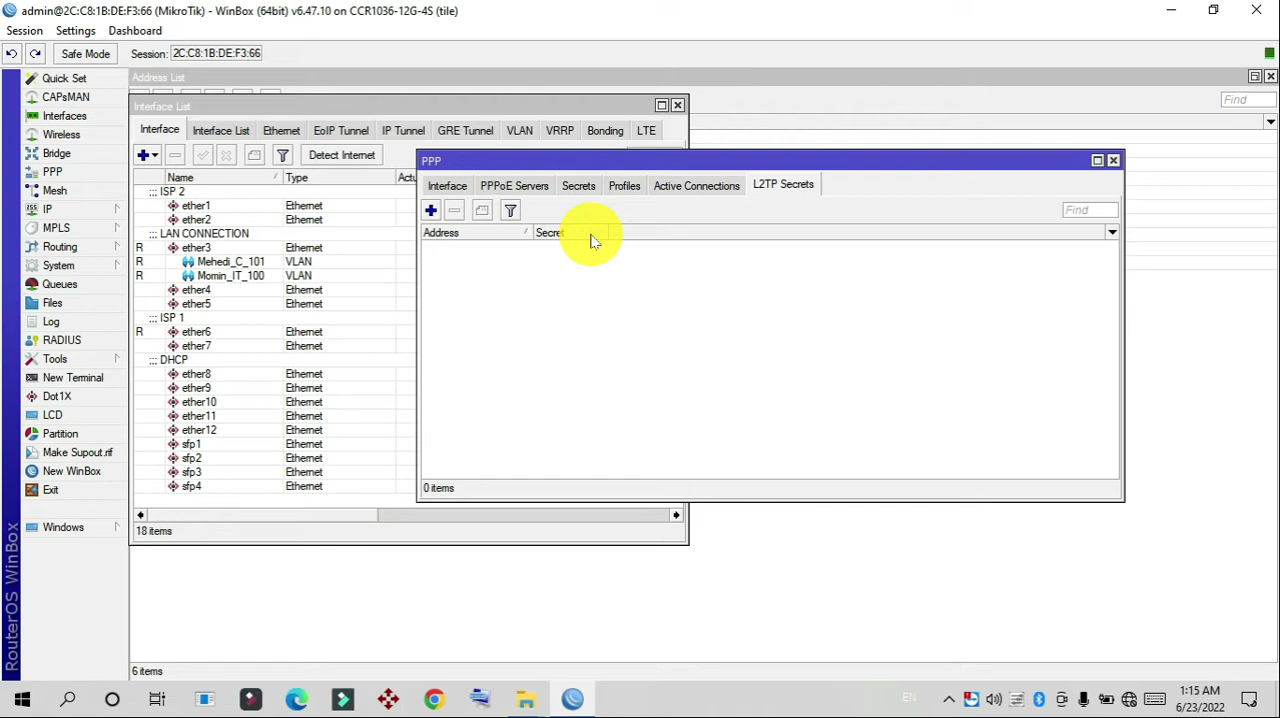 admin@2C:C8:1B:DE:F3:66 (MikroTik) - WinBox (64bit) v6.47.10 on CCR1036-12G-4S (tile)
Session Settings Dashboard
Safe Mode Session: 2C:C8:1B:DE:F3:66
Quick Set
CAPsMAN
Interfaces
Wireless
Bridge
PPP
Mesh
IP
MPLS
Routing
System
Queues
Files
Log
RADIUS
Tools
New Terminal
Dot1X
LCD
Partition
Make Supout.rif
New WinBox
Exit
Windows
RouterOS WinBox
Address List
Find
Interface List
Interface Interface List Ethernet EoIP Tunnel IP Tunnel GRE Tunnel VLAN VRRP Bonding LTE
Detect Internet
Name / Type Actu
::: ISP 2
ether1 Ethernet
ether2 Ethernet
::: LAN CONNECTION
R ether3 Ethernet
R Mehedi_C_101 VLAN
R Momin_IT_100 VLAN
ether4 Ethernet
ether5 Ethernet
::: ISP 1
R ether6 Ethernet
ether7 Ethernet
::: DHCP
ether8 Ethernet
ether9 Ethernet
ether10 Ethernet
ether11 Ethernet
ether12 Ethernet
sfp1 Ethernet
sfp2 Ethernet
sfp3 Ethernet
sfp4 Ethernet
18 items
PPP
Interface PPPoE Servers Secrets Profiles Active Connections L2TP Secrets
Find
Address / Secret
0 items
6 items
EN
1:15 AM
6/23/2022